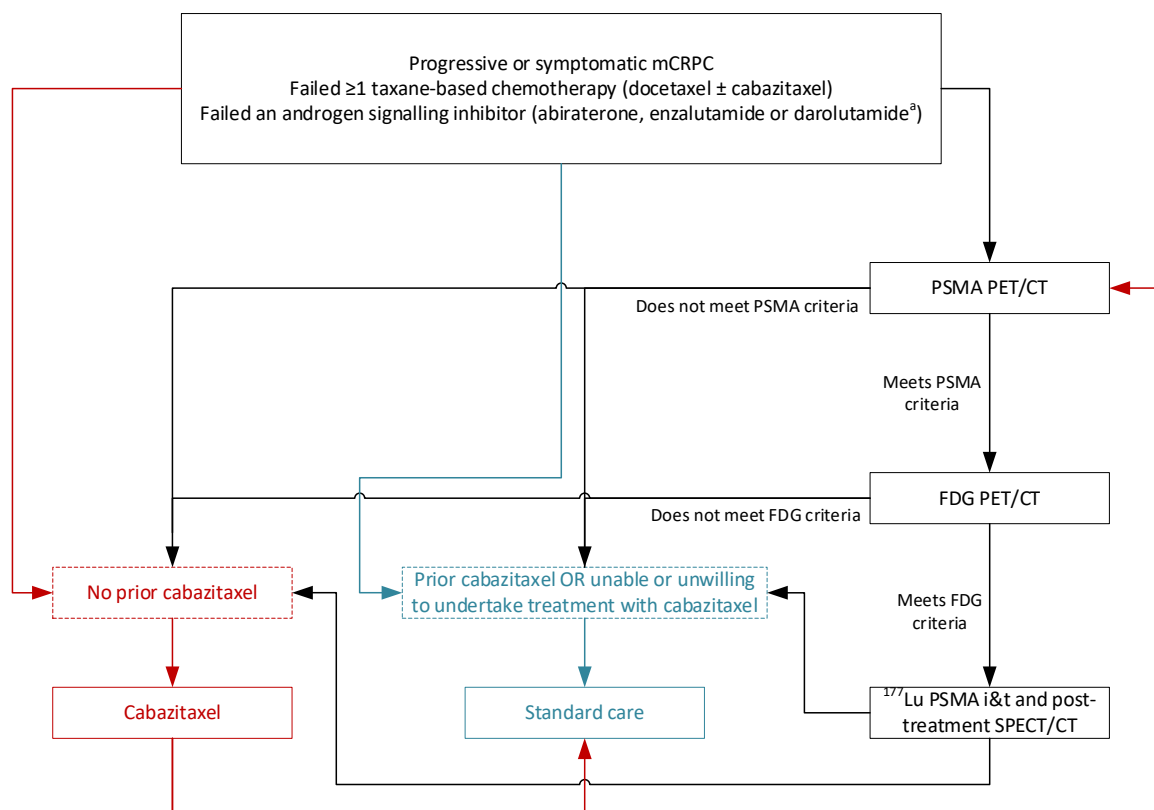 Progressive or symptomatic mCRPC
Failed ≥1 taxane-based chemotherapy (docetaxel ± cabazitaxel)
Failed an androgen signalling inhibitor (abiraterone, enzalutamide or darolutamideᵃ)
PSMA PET/CT
Does not meet PSMA criteria
Meets PSMA
criteria
FDG PET/CT
Does not meet FDG criteria
No prior cabazitaxel
Prior cabazitaxel OR unable or unwilling
to undertake treatment with cabazitaxel
Meets FDG
criteria
Cabazitaxel
Standard care
¹⁷⁷Lu PSMA i&t and post-
treatment SPECT/CT